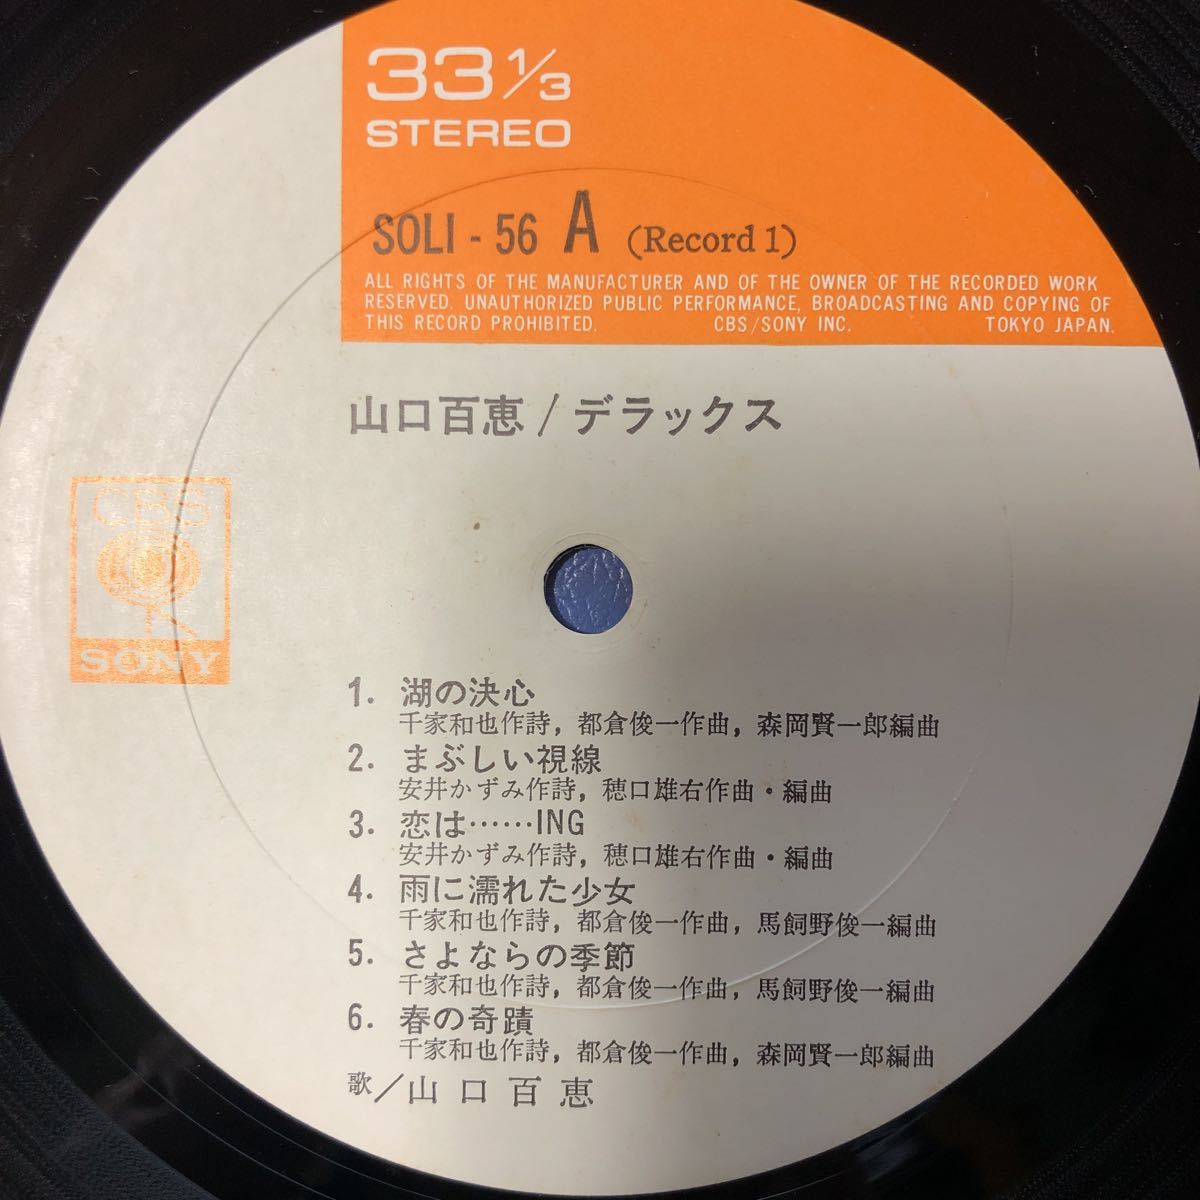 33 1/3
STEREO
SOLI - 56 A (Record 1)
ALL RIGHTS OF THE MANUFACTURER AND OF THE OWNER OF THE RECORDED WORK
RESERVED. UNAUTHORIZED PUBLIC PERFORMANCE, BROADCASTING AND COPYING OF
THIS RECORD PROHIBITED. CBS/SONY INC. TOKYO JAPAN.
山口百恵/デラックス
CBS
SONY
1. 湖の決心
千家和也作詩, 都倉俊一作曲, 森岡賢一郎編曲
2. まぶしい視線
安井かずみ作詩, 穂口雄右作曲・編曲
3. 恋は……ING
安井かずみ作詩, 穂口雄右作曲・編曲
4. 雨に濡れた少女
千家和也作詩, 都倉俊一作曲, 馬飼野俊一編曲
5. さよならの季節
千家和也作詩, 都倉俊一作曲, 馬飼野俊一編曲
6. 春の奇蹟
千家和也作詩, 都倉俊一作曲, 森岡賢一郎編曲
歌/山口百恵